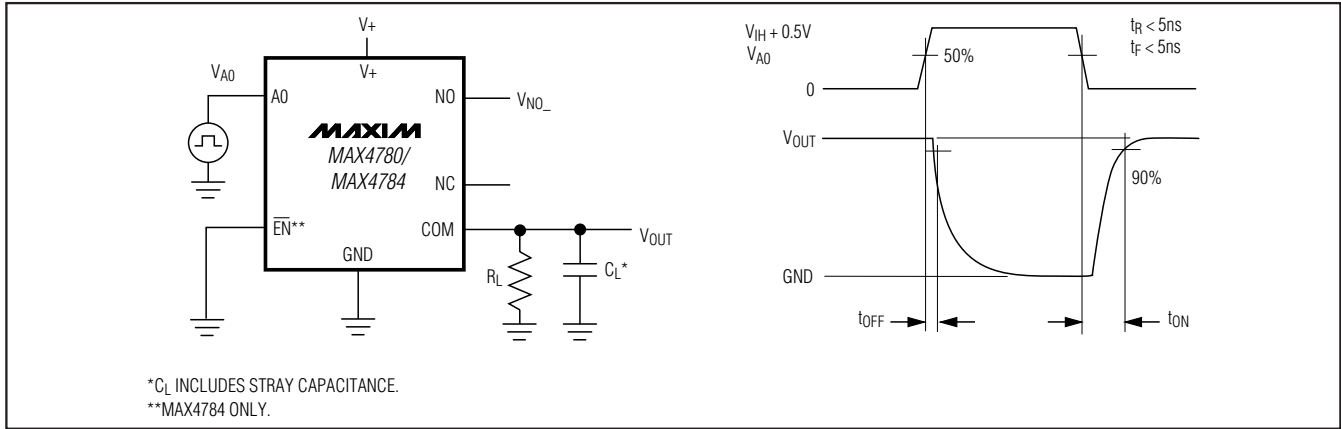 V+
V+
VA0
A0
NO
VNO_
MAXIM
MAX4780/
MAX4784
NC
EN**
COM
VOUT
GND
RL
CL*
*CL INCLUDES STRAY CAPACITANCE.
**MAX4784 ONLY.
VIH + 0.5V
VA0
0
50%
tR < 5ns
tF < 5ns
VOUT
90%
GND
tOFF
tON